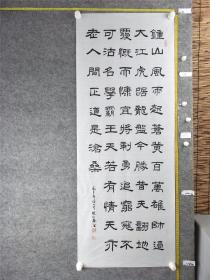 鍾山風雨起蒼黃百萬雄師過
大江虎踞龍盤今勝昔天翻地
覆慨而慷宜將剩勇追窮寇不
可沽名學霸王天若有情天亦
老人間正道是滄桑